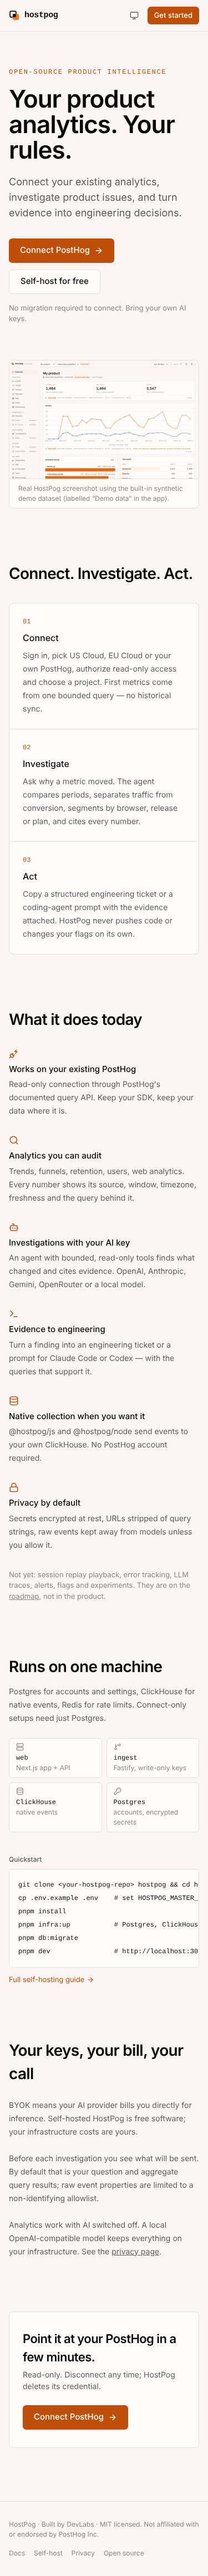 hostpog
Get started
OPEN-SOURCE PRODUCT INTELLIGENCE
Your product
analytics. Your
rules.
Connect your existing analytics,
investigate product issues, and turn
evidence into engineering decisions.
Connect PostHog →
Self-host for free
No migration required to connect. Bring your own AI
keys.
My product
1,466
2,464
5,047
Real HostPog screenshot using the built-in synthetic
demo dataset (labelled “Demo data” in the app).
Connect. Investigate. Act.
01
Connect
Sign in, pick US Cloud, EU Cloud or your
own PostHog, authorize read-only access
and choose a project. First metrics come
from one bounded query — no historical
sync.
02
Investigate
Ask why a metric moved. The agent
compares periods, separates traffic from
conversion, segments by browser, release
or plan, and cites every number.
03
Act
Copy a structured engineering ticket or a
coding-agent prompt with the evidence
attached. HostPog never pushes code or
changes your flags on its own.
What it does today
Works on your existing PostHog
Read-only connection through PostHog's
documented query API. Keep your SDK, keep your
data where it is.
Analytics you can audit
Trends, funnels, retention, users, web analytics.
Every number shows its source, window, timezone,
freshness and the query behind it.
Investigations with your AI key
An agent with bounded, read-only tools finds what
changed and cites evidence. OpenAI, Anthropic,
Gemini, OpenRouter or a local model.
Evidence to engineering
Turn a finding into an engineering ticket or a
prompt for Claude Code or Codex — with the
queries that support it.
Native collection when you want it
@hostpog/js and @hostpog/node send events to
your own ClickHouse. No PostHog account
required.
Privacy by default
Secrets encrypted at rest, URLs stripped of query
strings, raw events kept away from models unless
you allow it.
Not yet: session replay playback, error tracking, LLM
traces, alerts, flags and experiments. They are on the
roadmap, not in the product.
Runs on one machine
Postgres for accounts and settings, ClickHouse for
native events, Redis for rate limits. Connect-only
setups need just Postgres.
web
Next.js app + API
ingest
Fastify, write-only keys
ClickHouse
native events
Postgres
accounts, encrypted
secrets
Quickstart
git clone <your-hostpog-repo> hostpog && cd h
cp .env.example .env # set HOSTPOG_MASTER_
pnpm install
pnpm infra:up # Postgres, ClickHous
pnpm db:migrate
pnpm dev # http://localhost:30
Full self-hosting guide →
Your keys, your bill, your
call
BYOK means your AI provider bills you directly for
inference. Self-hosted HostPog is free software;
your infrastructure costs are yours.
Before each investigation you see what will be sent.
By default that is your question and aggregate
query results; raw event properties are limited to a
non-identifying allowlist.
Analytics work with AI switched off. A local
OpenAI-compatible model keeps everything on
your infrastructure. See the privacy page.
Point it at your PostHog in a
few minutes.
Read-only. Disconnect any time; HostPog
deletes its credential.
Connect PostHog →
HostPog · Built by DevLabs · MIT licensed. Not affiliated with
or endorsed by PostHog Inc.
Docs Self-host Privacy Open source